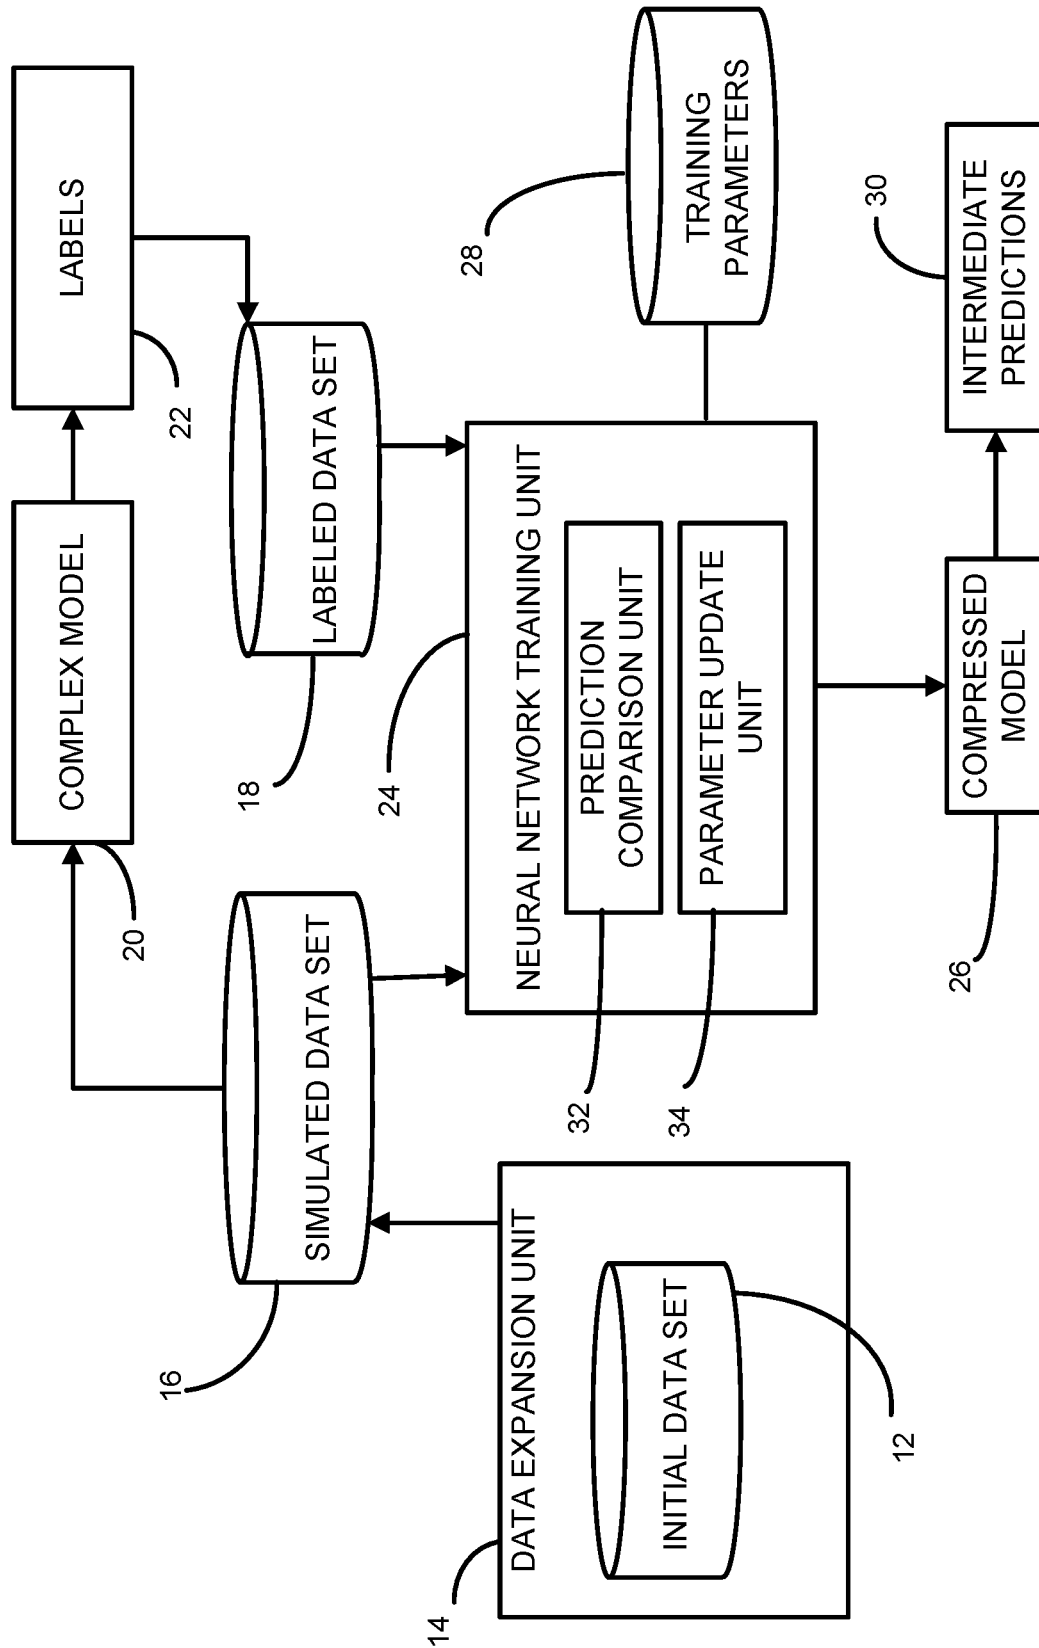 COMPLEX MODEL
LABELS
20
22
16
SIMULATED DATA SET
18
LABELED DATA SET
14
DATA EXPANSION UNIT
INITIAL DATA SET
12
24
NEURAL NETWORK TRAINING UNIT
32
PREDICTION
COMPARISON UNIT
34
PARAMETER UPDATE
UNIT
28
TRAINING
PARAMETERS
26
COMPRESSED
MODEL
30
INTERMEDIATE
PREDICTIONS